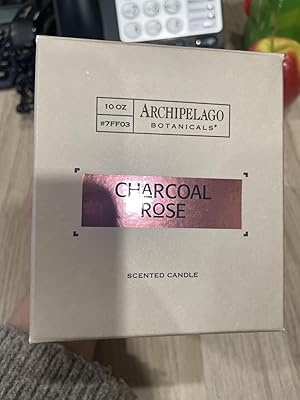 10 OZ
#7FF03
ARCHIPELAGO
BOTANICALS®
CHARCOAL
ROSE
SCENTED CANDLE